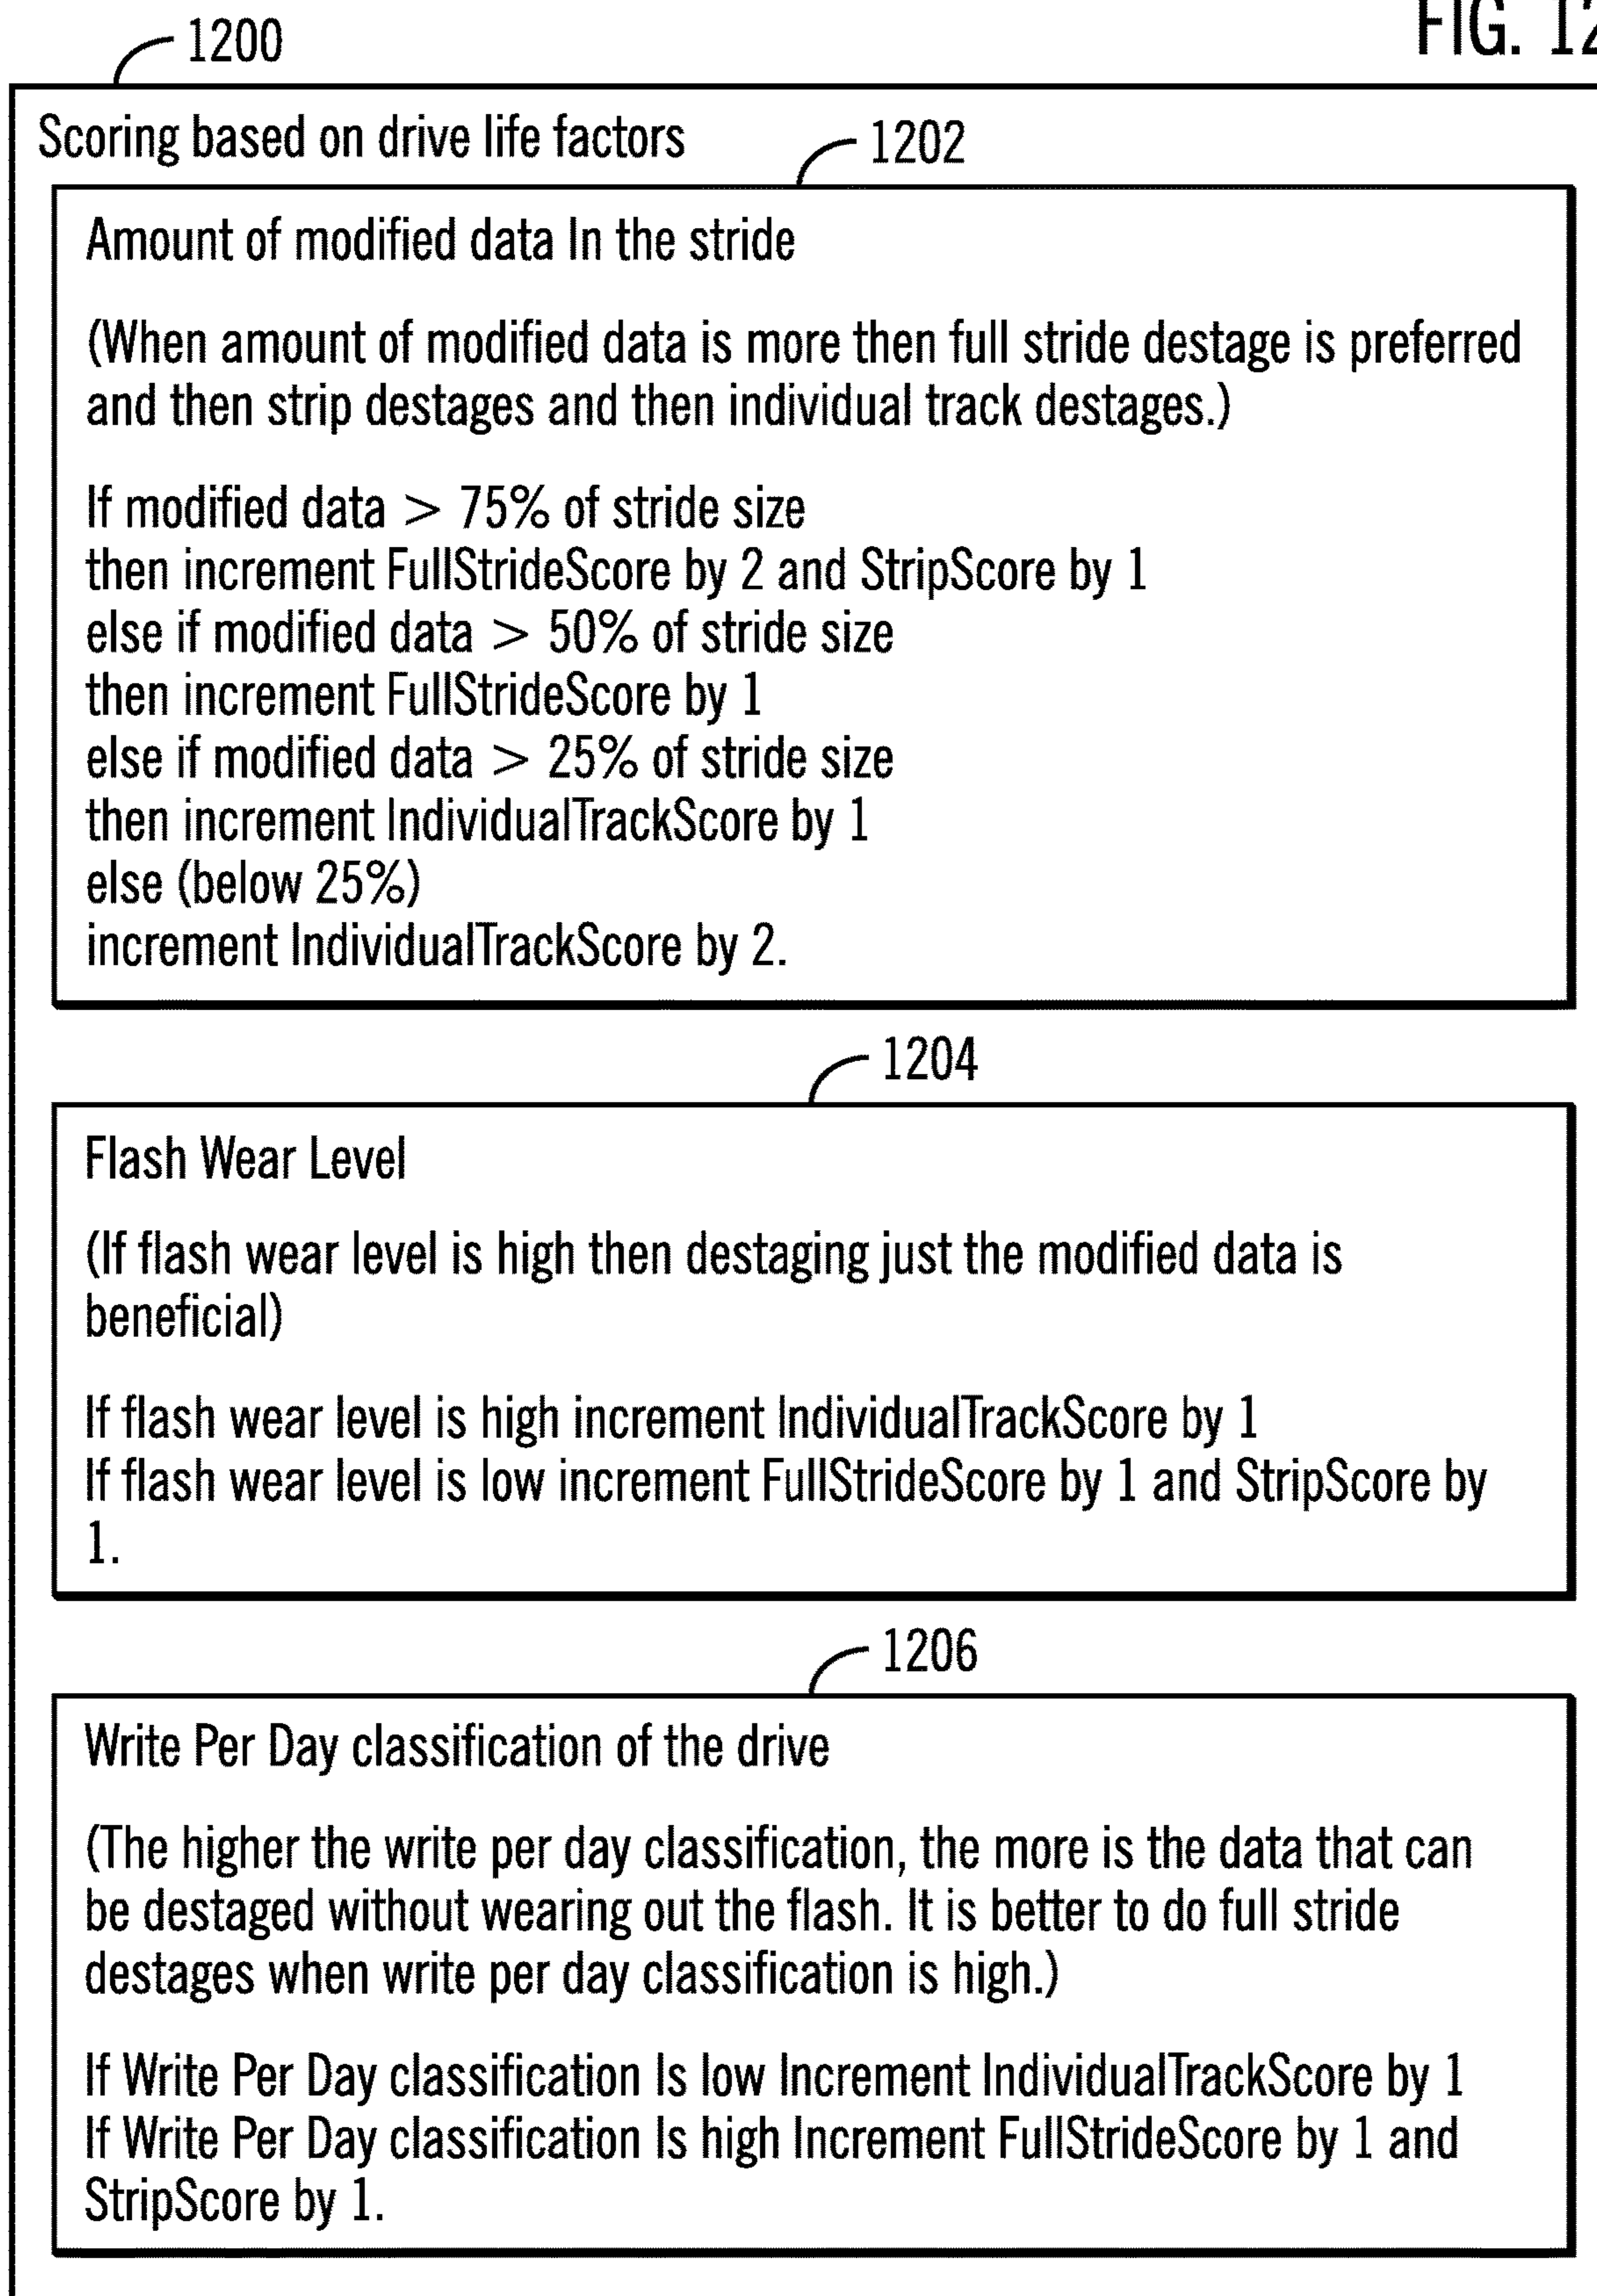 FIG. 12
1200
Scoring based on drive life factors
1202
Amount of modified data In the stride
(When amount of modified data is more then full stride destage is preferred
and then strip destages and then individual track destages.)
If modified data > 75% of stride size
then increment FullStrideScore by 2 and StripScore by 1
else if modified data > 50% of stride size
then increment FullStrideScore by 1
else if modified data > 25% of stride size
then increment IndividualTrackScore by 1
else (below 25%)
increment IndividualTrackScore by 2.
1204
Flash Wear Level
(If flash wear level is high then destaging just the modified data is
beneficial)
If flash wear level is high increment IndividualTrackScore by 1
If flash wear level is low increment FullStrideScore by 1 and StripScore by
1.
1206
Write Per Day classification of the drive
(The higher the write per day classification, the more is the data that can
be destaged without wearing out the flash. It is better to do full stride
destages when write per day classification is high.)
If Write Per Day classification Is low Increment IndividualTrackScore by 1
If Write Per Day classification Is high Increment FullStrideScore by 1 and
StripScore by 1.